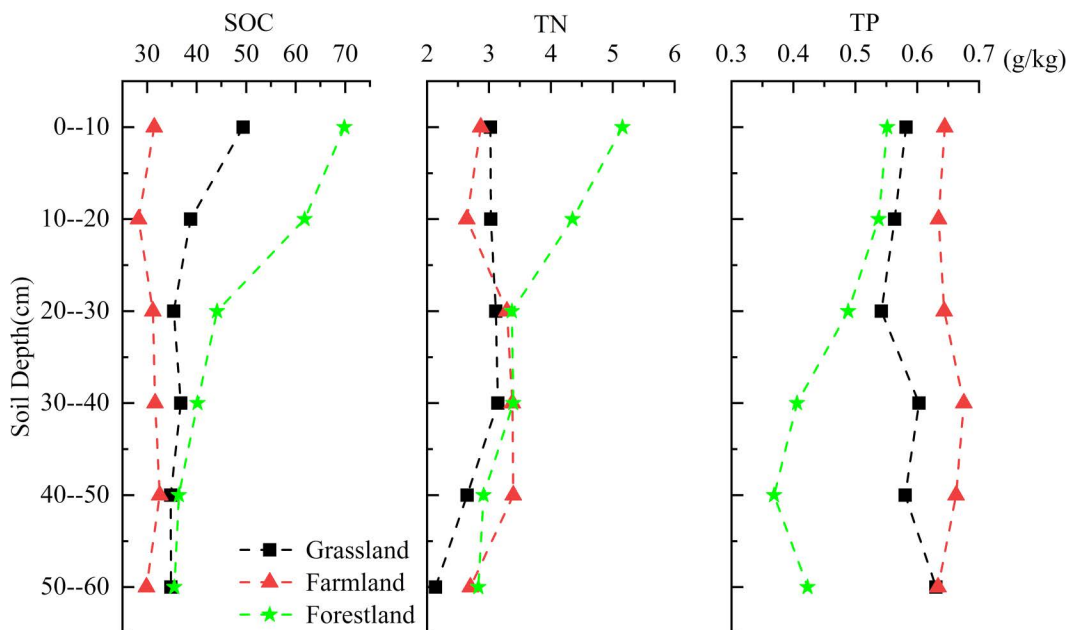 SOC TN TP
30 40 50 60 70 2 3 4 5 6 0.3 0.4 0.5 0.6 0.7 (g/kg)
0--10
10--20
20--30
30--40
40--50
50--60
Soil Depth(cm)
Grassland
Farmland
Forestland